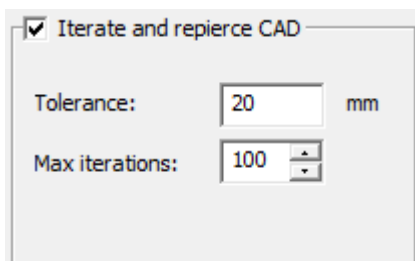 Iterate and repierce CAD
Tolerance: 20 mm
Max iterations: 100